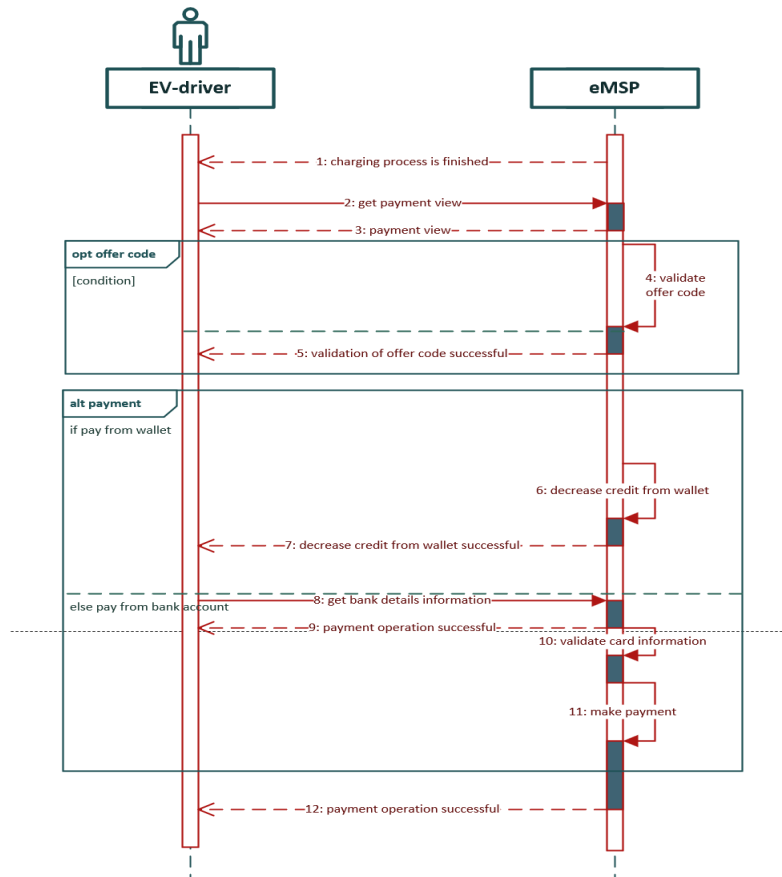 EV-driver
eMSP
1: charging process is finished
2: get payment view
3: payment view
opt offer code
[condition]
4: validate
offer code
5: validation of offer code successful
alt payment
if pay from wallet
6: decrease credit from wallet
7: decrease credit from wallet successful
8: get bank details information
else pay from bank account
9: payment operation successful
10: validate card information
11: make payment
12: payment operation successful